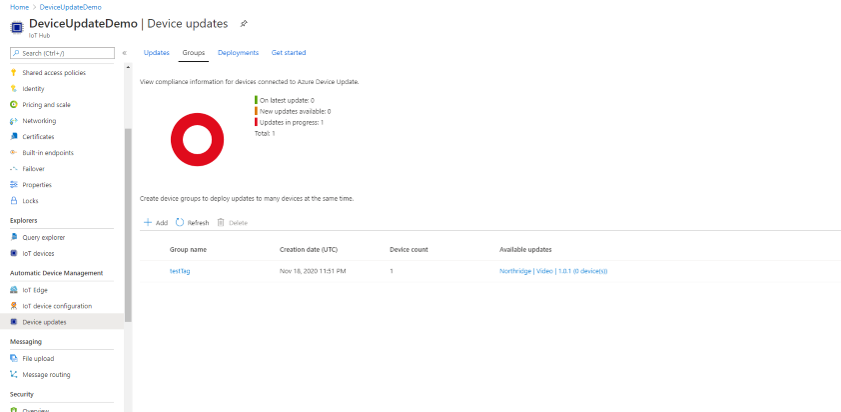 Home > DeviceUpdateDemo
DeviceUpdateDemo | Device updates
IoT Hub
Search (Ctrl+/)
«
Shared access policies
Identity
Pricing and scale
Networking
Certificates
Built-in endpoints
Failover
Properties
Locks
Explorers
Query explorer
IoT devices
Automatic Device Management
IoT Edge
IoT device configuration
Device updates
Messaging
File upload
Message routing
Security
Overview
Updates Groups Deployments Get started
View compliance information for devices connected to Azure Device Update.
On latest update: 0
New updates available: 0
Updates in progress: 1
Total: 1
Create device groups to deploy updates to many devices at the same time.
Add Refresh Delete
Group name Creation date (UTC) Device count Available updates
testTag Nov 18, 2020 11:51 PM 1 Northridge | Video | 1.0.1 (0 device(s))